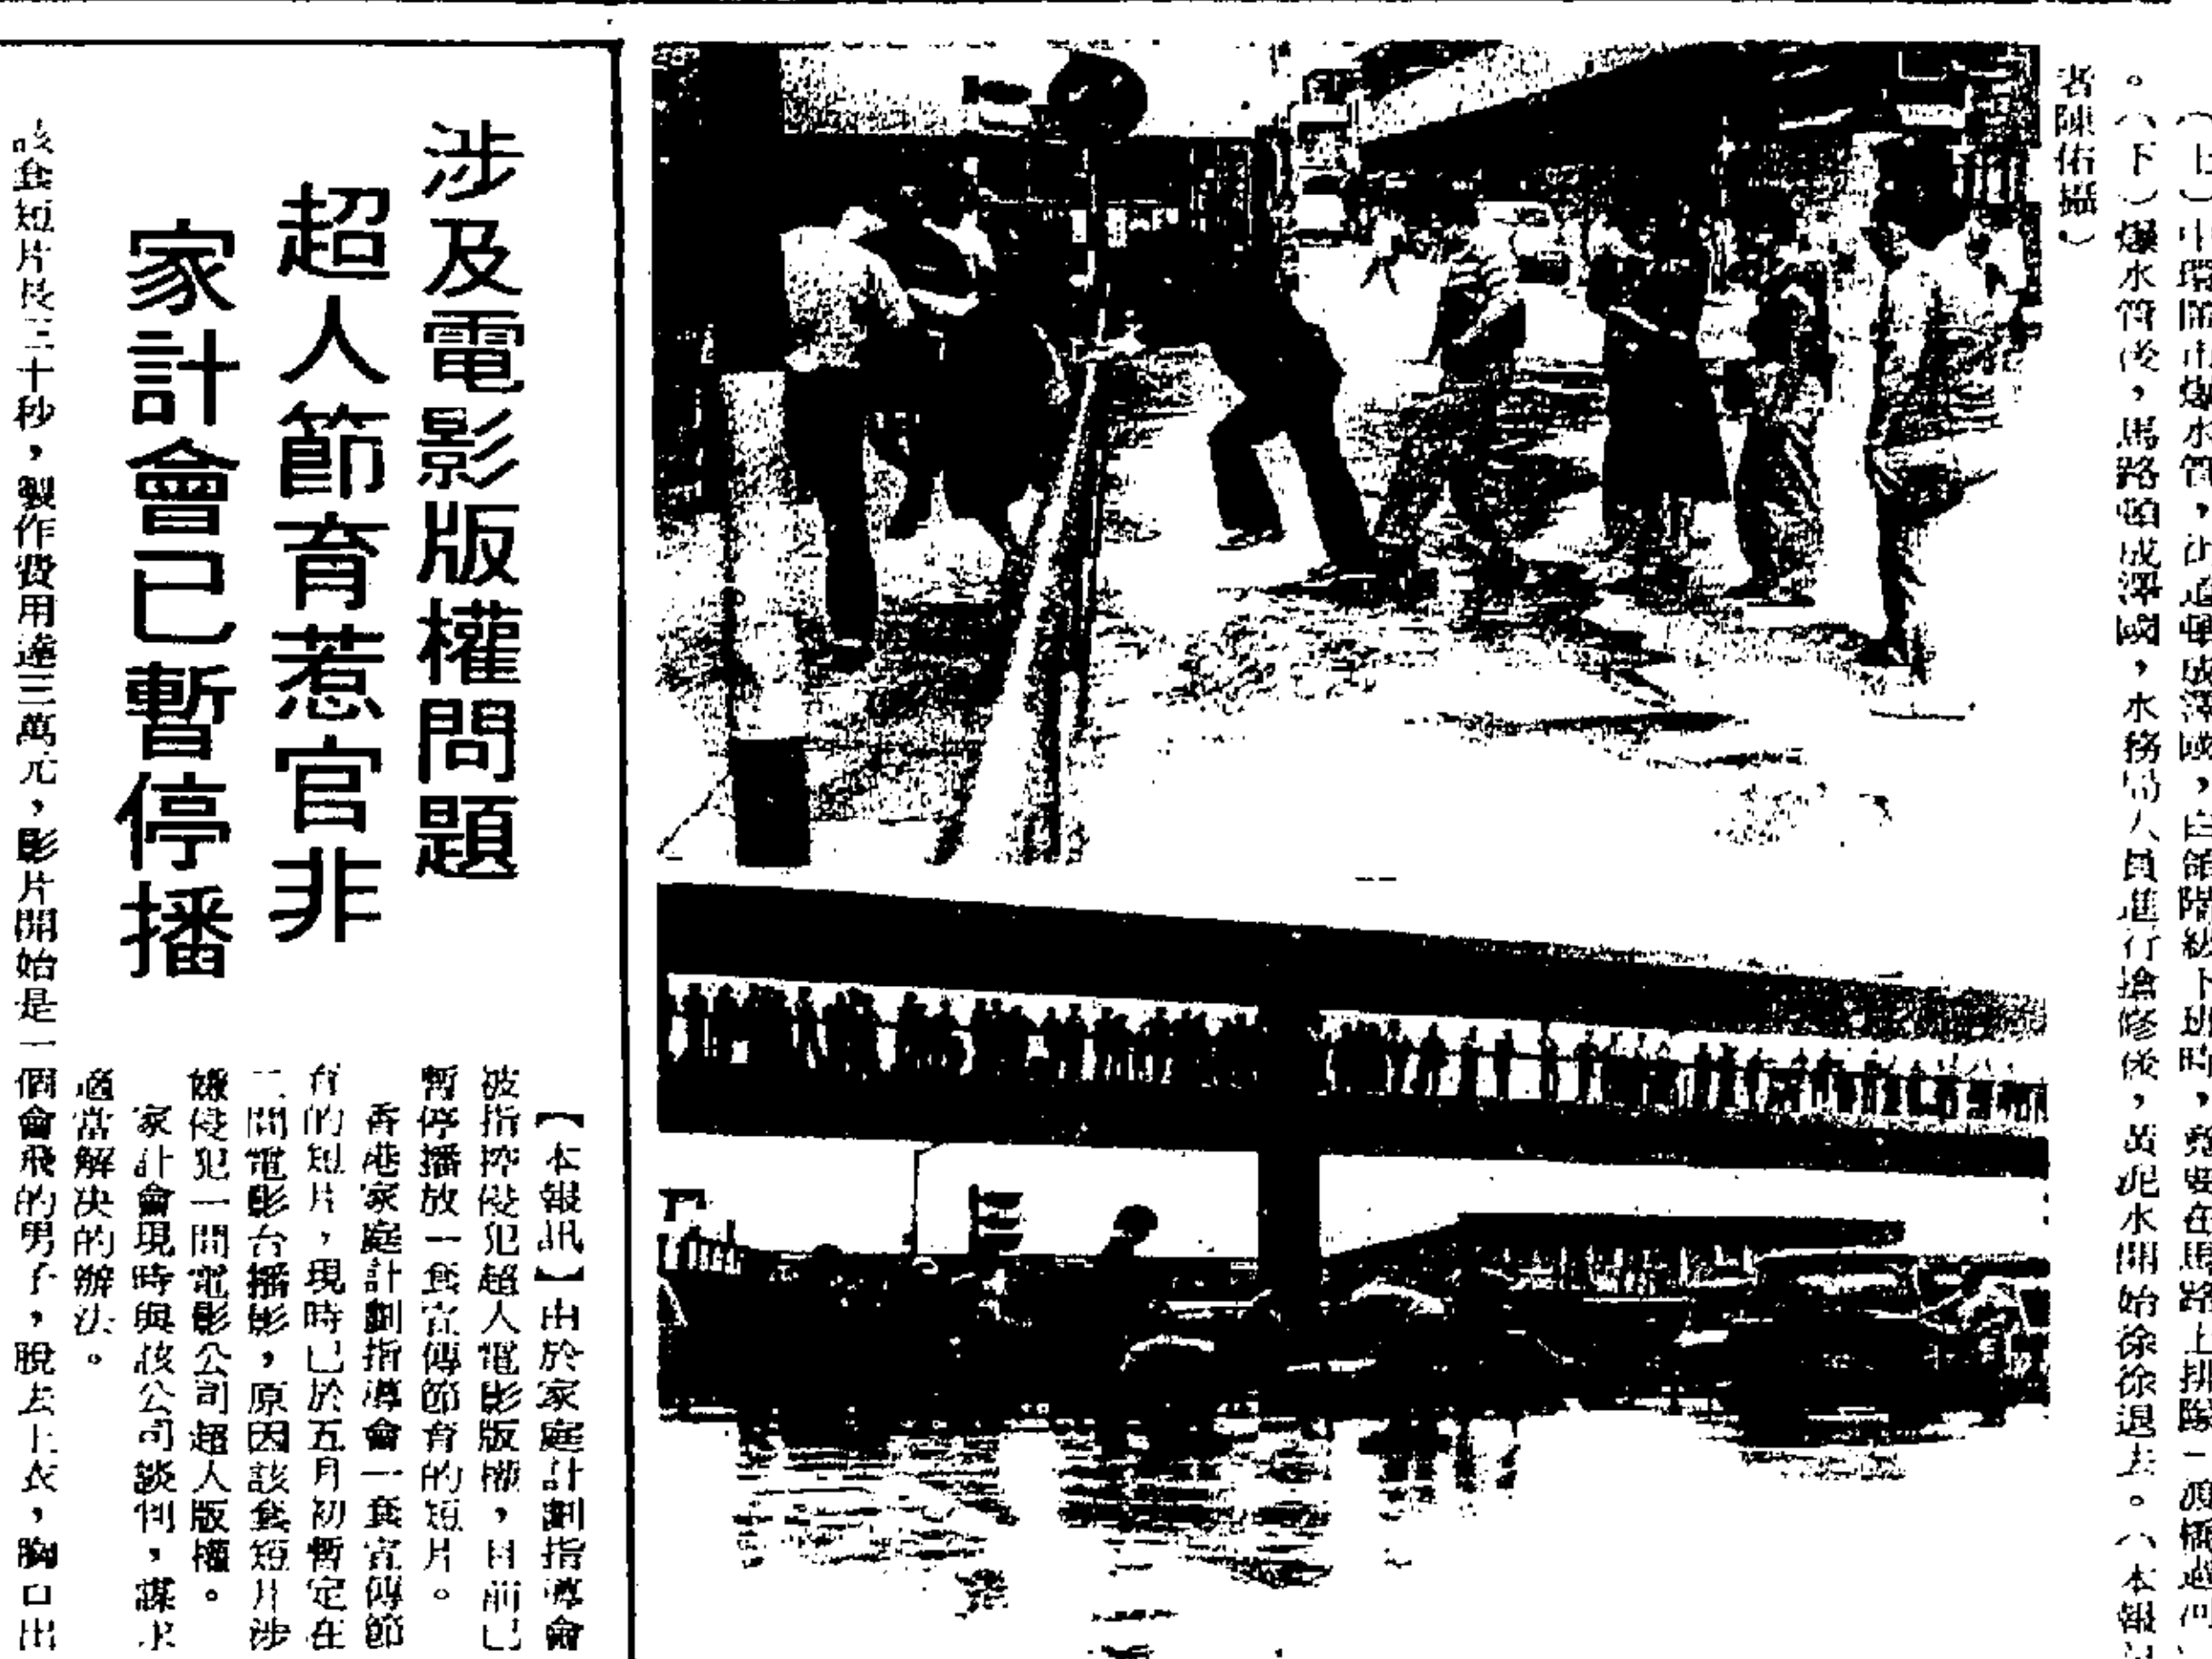 (上)中環鬧市爆水管,街道頓成澤國,白領階級下班時,竟要在馬路上排隊「渡橋過河」
。(下)爆水管後,馬路頓成澤國,水務局人員進行搶修後,黃泥水開始徐徐退去。(本報記
者陳佑攝)
涉及電影版權問題
超人節育惹官非
家計會已暫停播
【本報訊】由於家庭計劃指導會
被指控侵犯超人電影版權,目前已
暫停播放一套宣傳節育的短片。
香港家庭計劃指導會一套宣傳節
育的短片,現時已於五月初暫定在
二間電影台播影,原因該套短片涉
嫌侵犯一間電影公司超人版權。
家計會現時與該公司談判,謀求
適當解決的辦法。
該套短片長三十秒,製作費用達三萬元,影片開始是一個會飛的男子,脫去上衣,胸口出